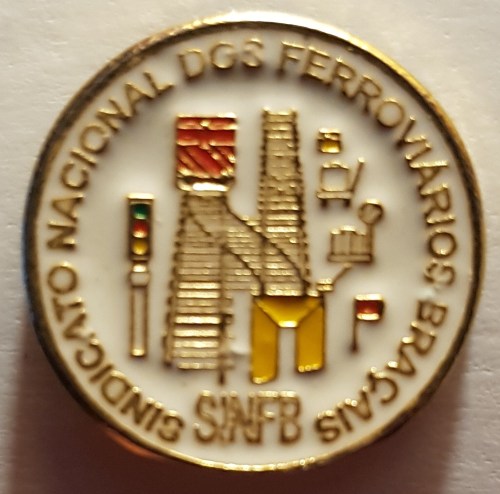 SINDICATO NACIONAL DOS FERROVIÁRIOS BRAÇAIS
SINFB